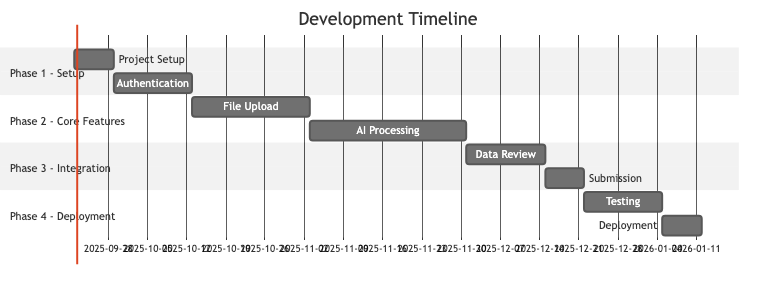 Development Timeline
Project Setup
Phase 1 - Setup
Authentication
File Upload
Phase 2 - Core Features
AI Processing
Data Review
Phase 3 - Integration
Submission
Testing
Phase 4 - Deployment
Deployment
2025-09-28 2025-10-05 2025-10-12 2025-10-19 2025-10-26 2025-11-02 2025-11-09 2025-11-16 2025-11-23 2025-11-30 2025-12-07 2025-12-14 2025-12-21 2025-12-28 2026-01-04 2026-01-11